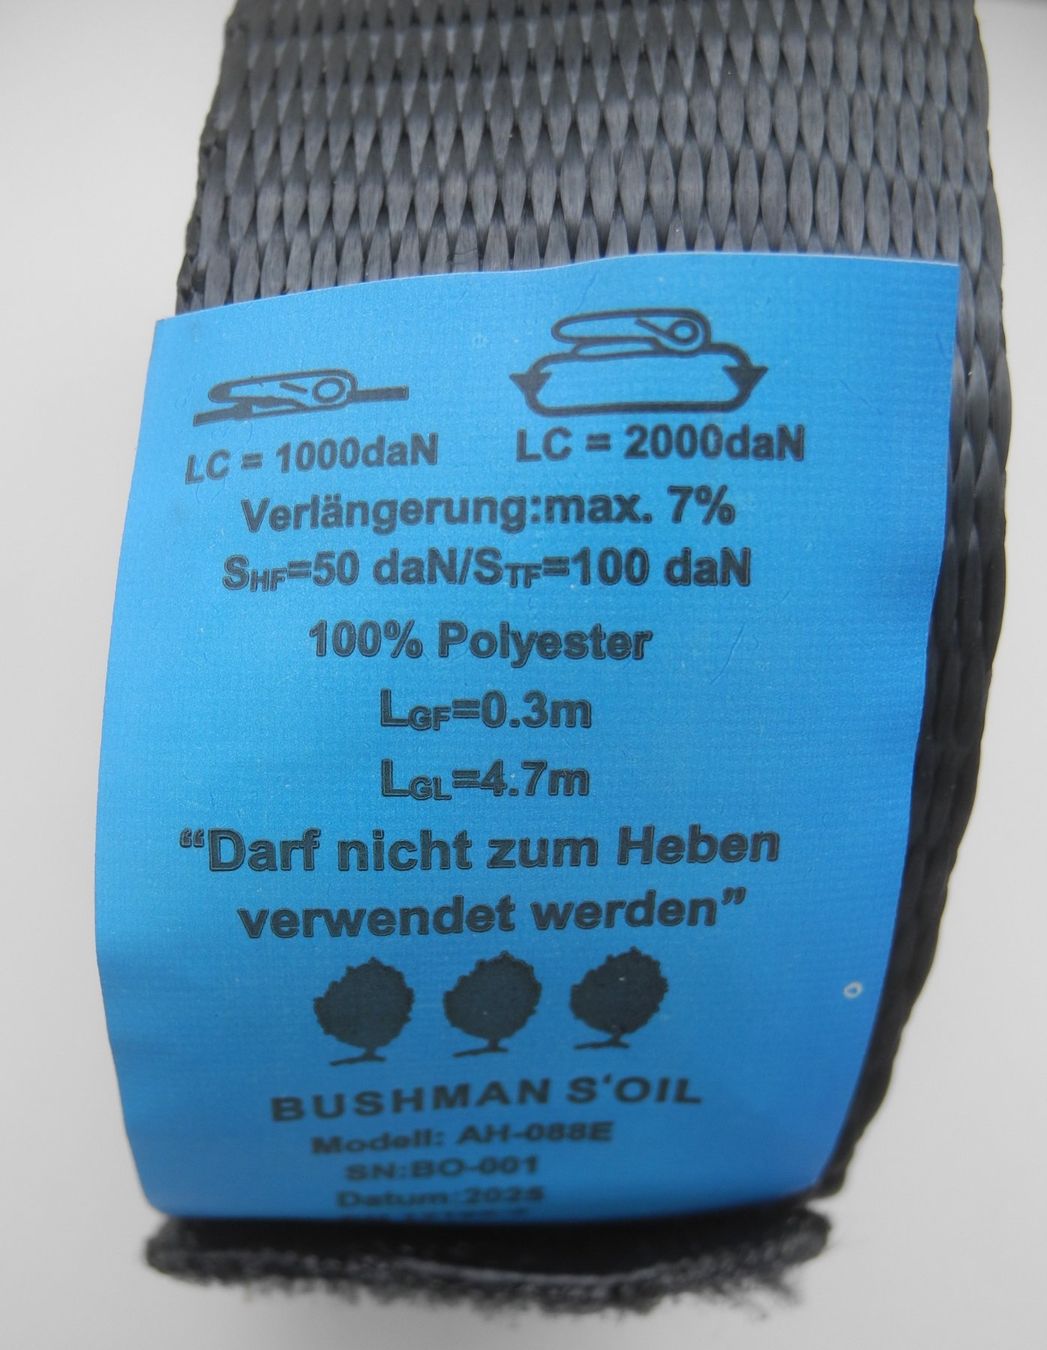 LC = 1000daN
LC = 2000daN
Verlängerung:max. 7%
SHF=50 daN/STF=100 daN
100% Polyester
LGF=0.3m
LGL=4.7m
“Darf nicht zum Heben
verwendet werden”
BUSHMAN S'OIL
Modell: AH-088E
SN:BO-001
Datum:2025